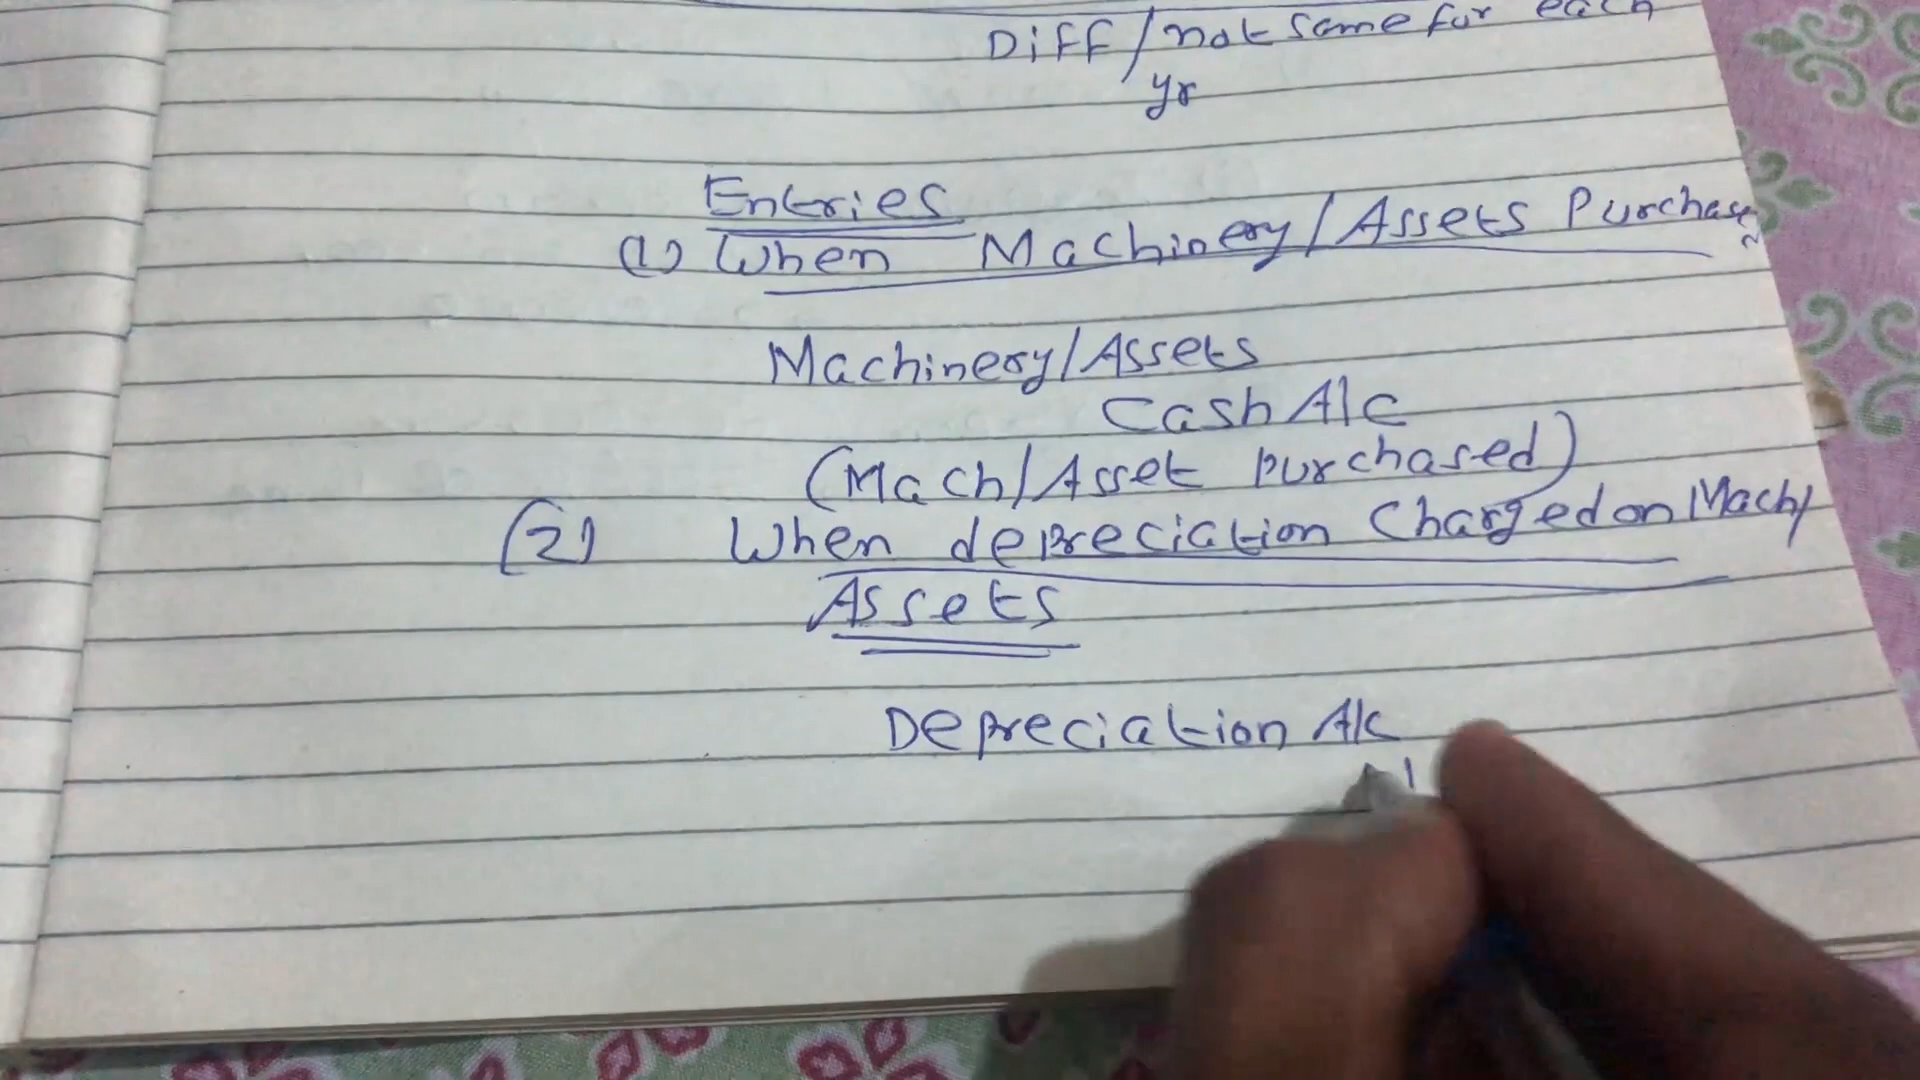 Diff/not same for each
yr
Entries
(1) When Machinery/Assets Purchase
Machinery/Assets
Cash A/c
(Mach/Asset purchased)
(2) When depreciation Charged on Mach/
Assets
Depreciation A/c